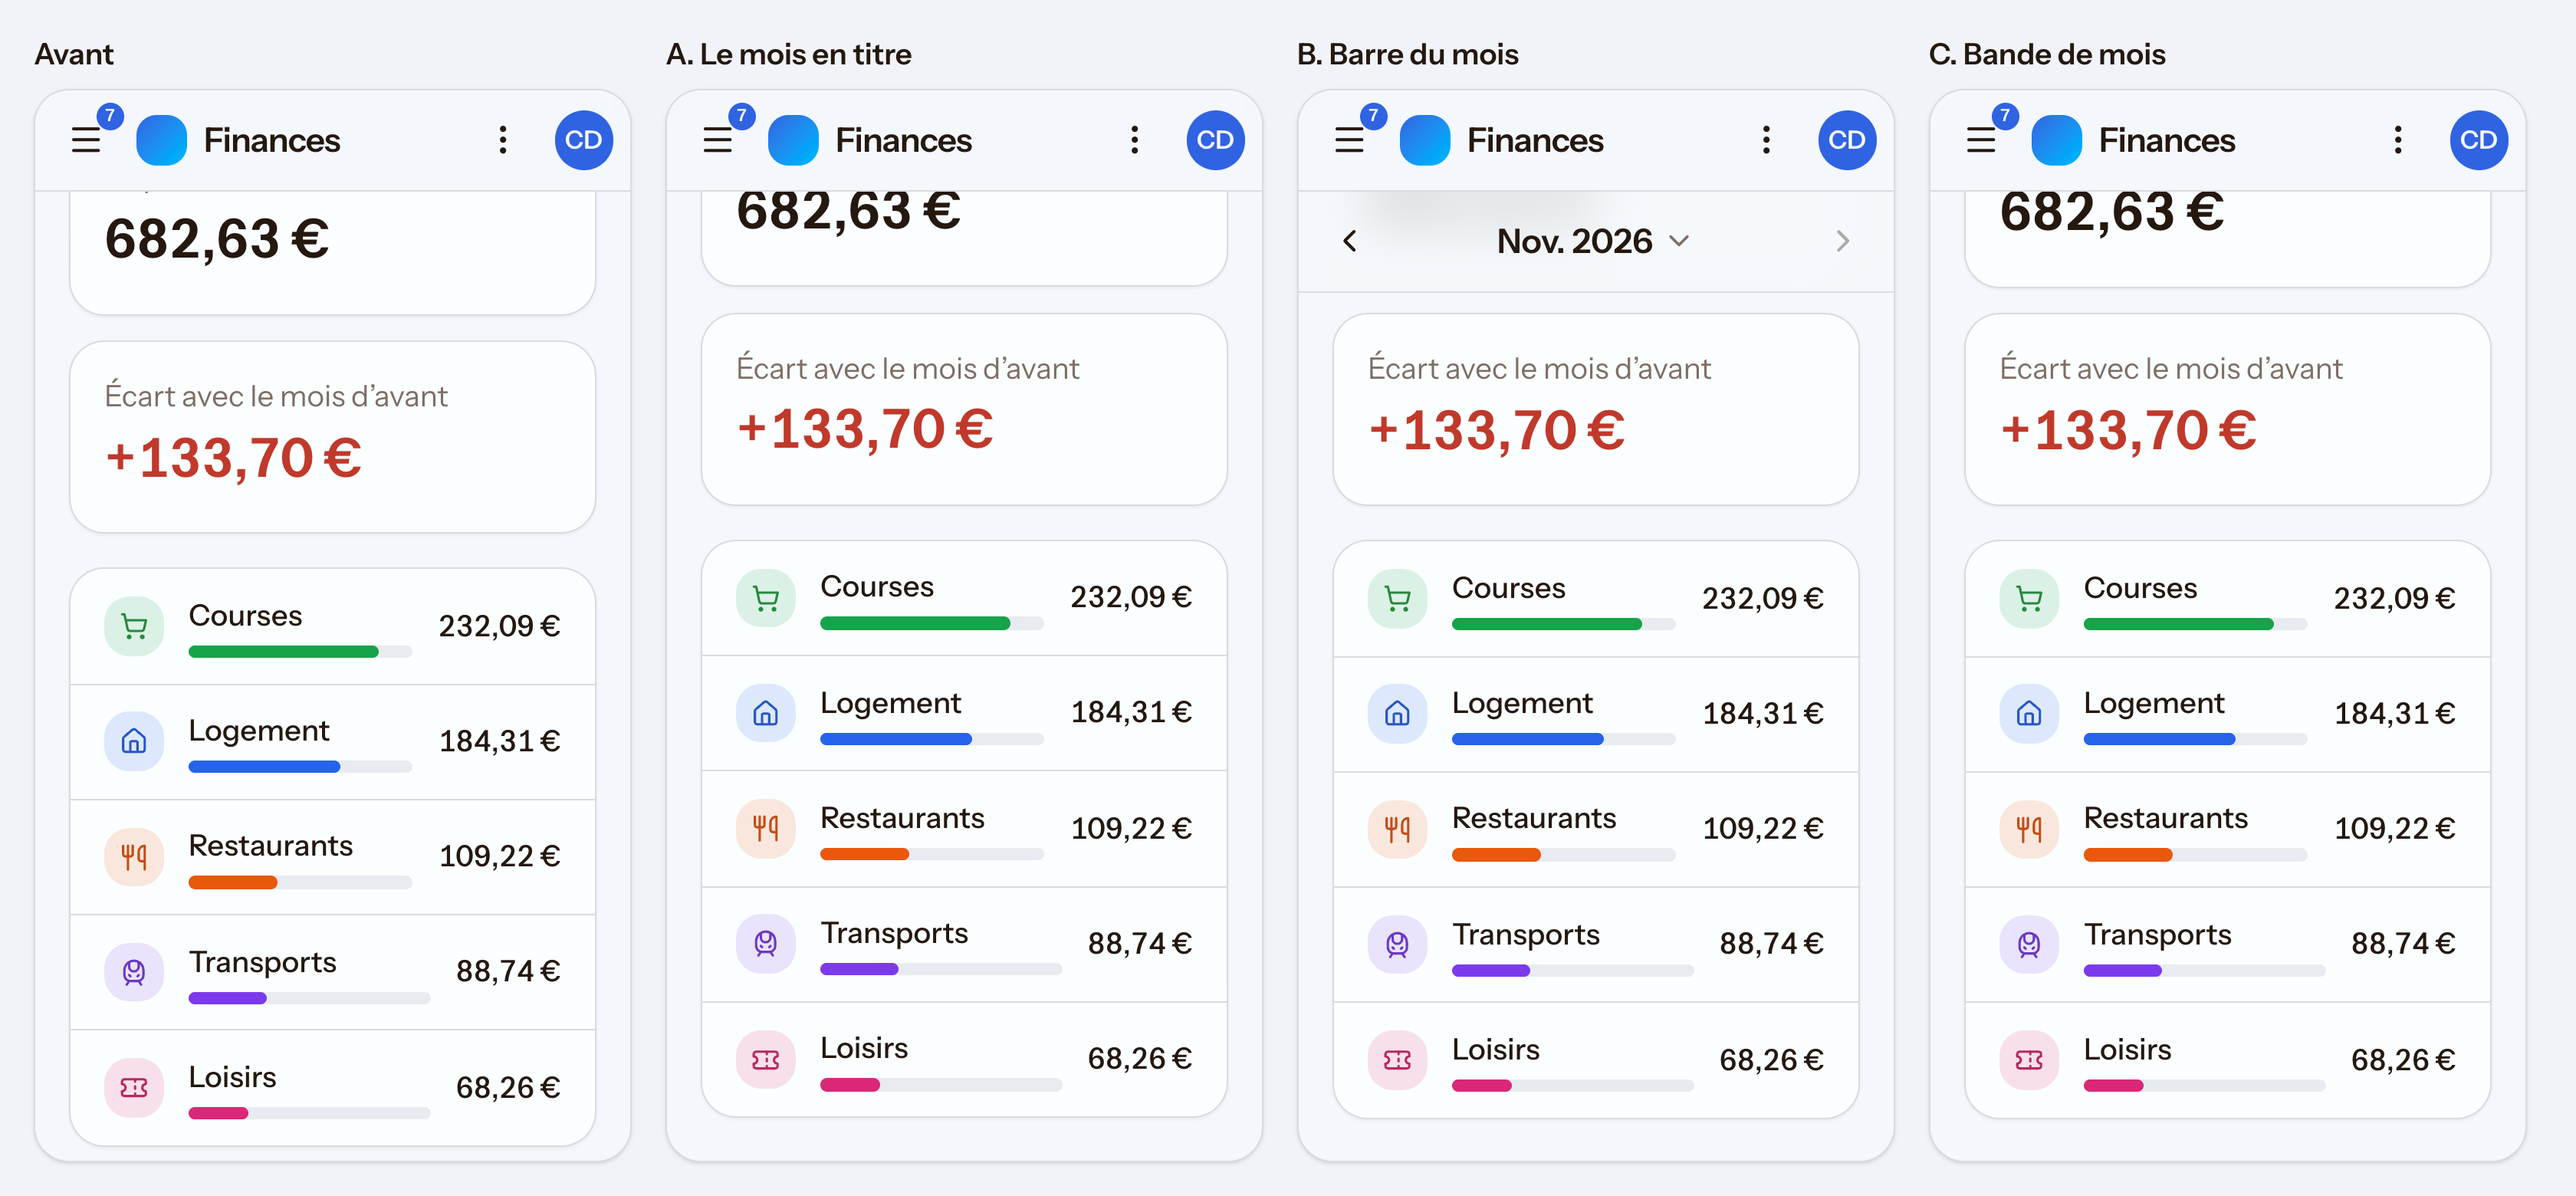 Avant
7
Finances
CD
682,63 €
Écart avec le mois d’avant
+133,70 €
Courses
232,09 €
Logement
184,31 €
Restaurants
109,22 €
Transports
88,74 €
Loisirs
68,26 €
A. Le mois en titre
7
Finances
CD
682,63 €
Écart avec le mois d’avant
+133,70 €
Courses
232,09 €
Logement
184,31 €
Restaurants
109,22 €
Transports
88,74 €
Loisirs
68,26 €
B. Barre du mois
7
Finances
CD
Nov. 2026
Écart avec le mois d’avant
+133,70 €
Courses
232,09 €
Logement
184,31 €
Restaurants
109,22 €
Transports
88,74 €
Loisirs
68,26 €
C. Bande de mois
7
Finances
CD
682,63 €
Écart avec le mois d’avant
+133,70 €
Courses
232,09 €
Logement
184,31 €
Restaurants
109,22 €
Transports
88,74 €
Loisirs
68,26 €